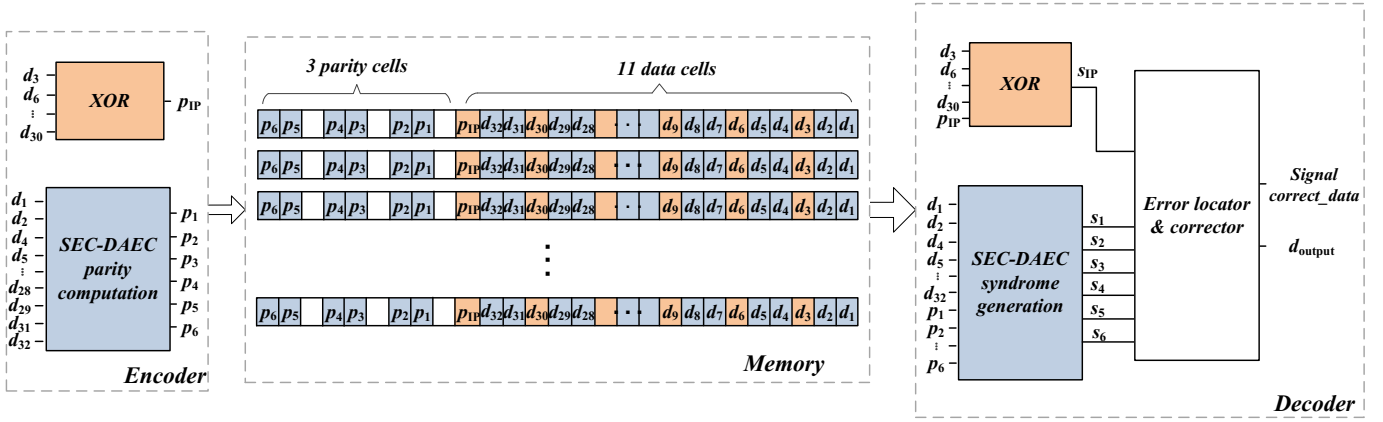 d3
d6
...
d30
XOR
pIP
d1
d2
d4
d5
...
d28
d29
d31
d32
SEC-DAEC
parity
computation
p1
p2
p3
p4
p5
p6
Encoder
3 parity cells 11 data cells
p6 p5 p4 p3 p2 p1 pIP d32 d31 d30 d29 d28 ... d9 d8 d7 d6 d5 d4 d3 d2 d1
p6 p5 p4 p3 p2 p1 pIP d32 d31 d30 d29 d28 ... d9 d8 d7 d6 d5 d4 d3 d2 d1
p6 p5 p4 p3 p2 p1 pIP d32 d31 d30 d29 d28 ... d9 d8 d7 d6 d5 d4 d3 d2 d1
...
p6 p5 p4 p3 p2 p1 pIP d32 d31 d30 d29 d28 ... d9 d8 d7 d6 d5 d4 d3 d2 d1
Memory
d3
d6
...
d30
pIP
XOR
sIP
d1
d2
d4
d5
...
d32
p1
p2
...
p6
SEC-DAEC
syndrome
generation
s1
s2
s3
s4
s5
s6
Error locator
& corrector
Signal
correct_data
doutput
Decoder